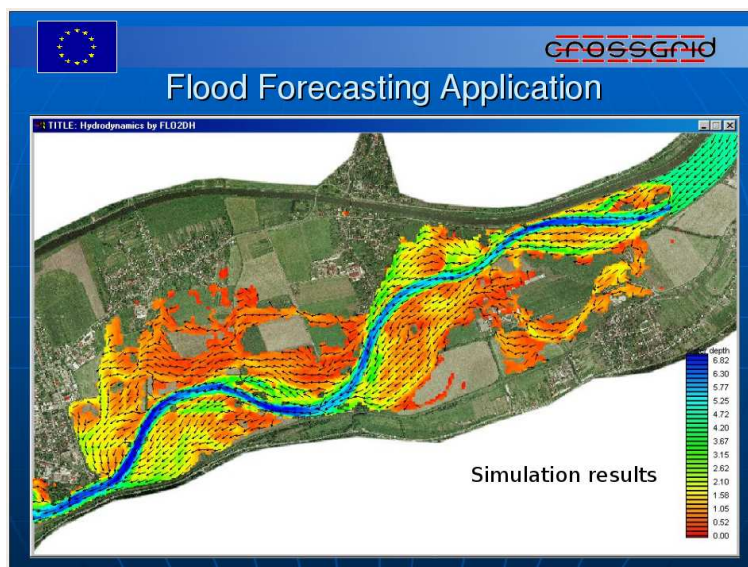 crossGrid
Flood Forecasting Application
TITLE: Hydrodynamics by FLO2DH
depth
6.82
6.30
5.77
5.25
4.72
4.20
3.67
3.15
2.62
2.10
1.58
1.05
0.52
0.00
Simulation results